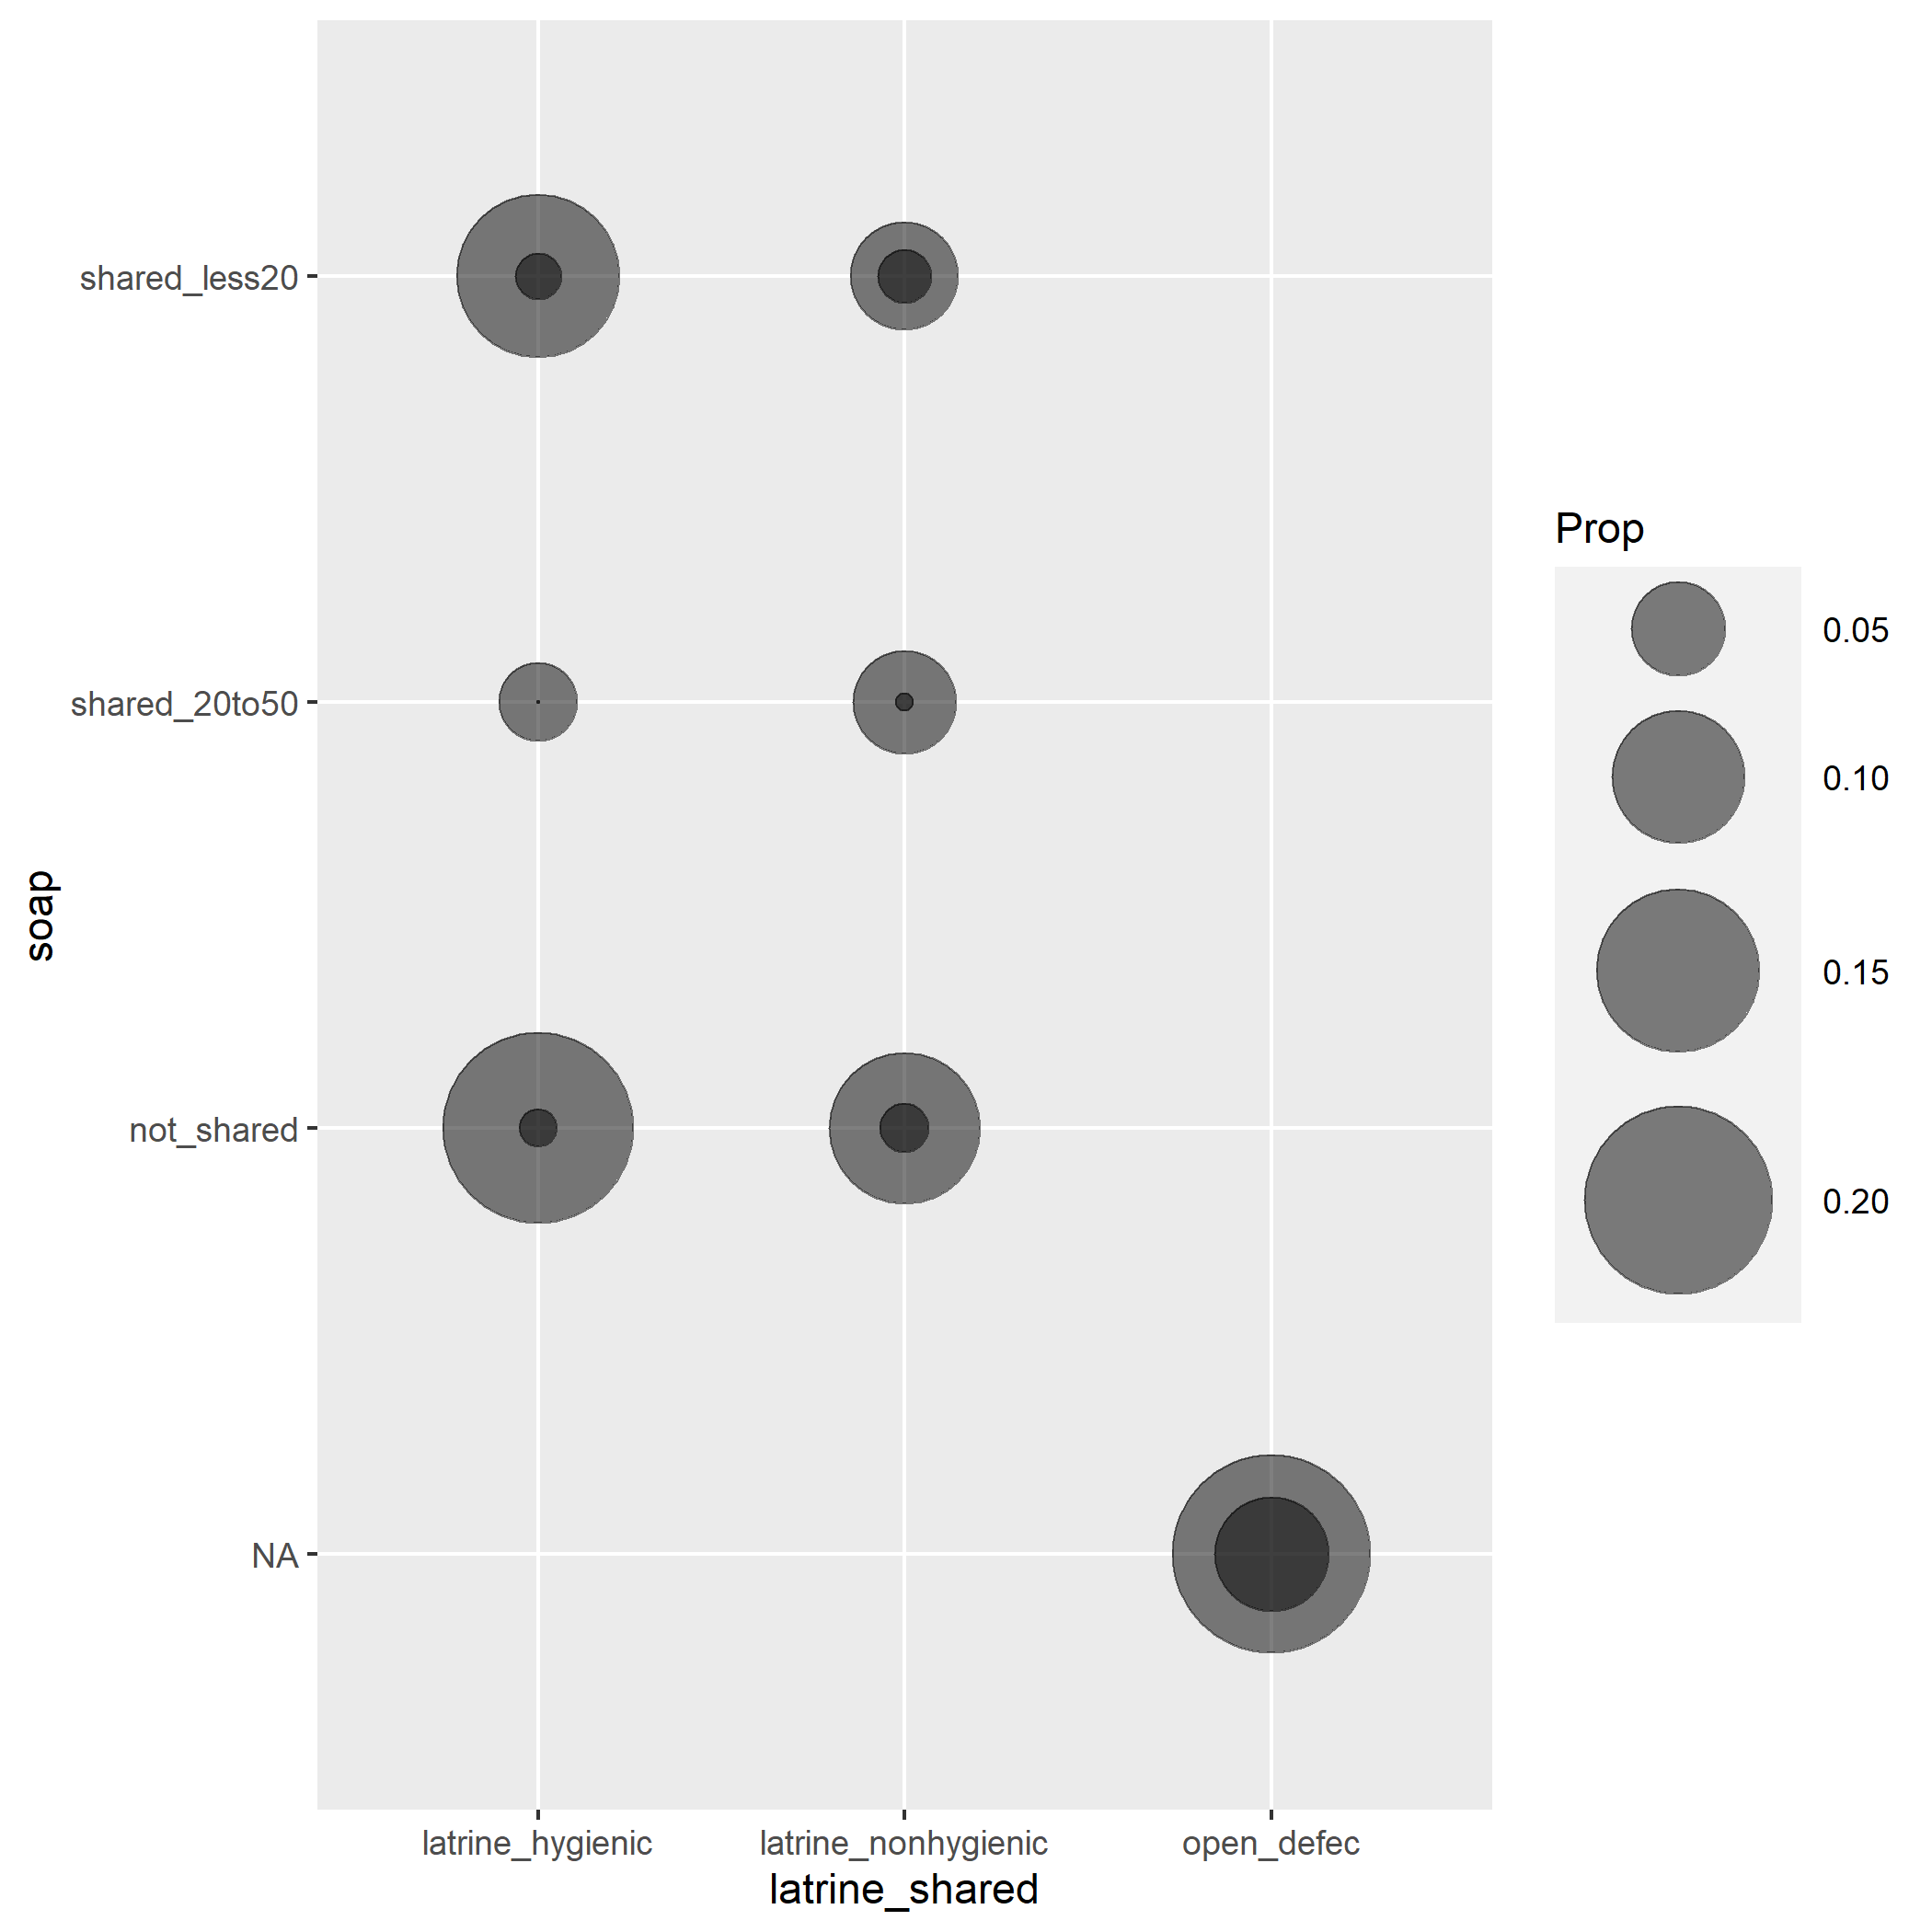 soap
shared_less20
shared_20to50
not_shared
NA
latrine_hygienic
latrine_nonhygienic
open_defec
latrine_shared
Prop
0.05
0.10
0.15
0.20